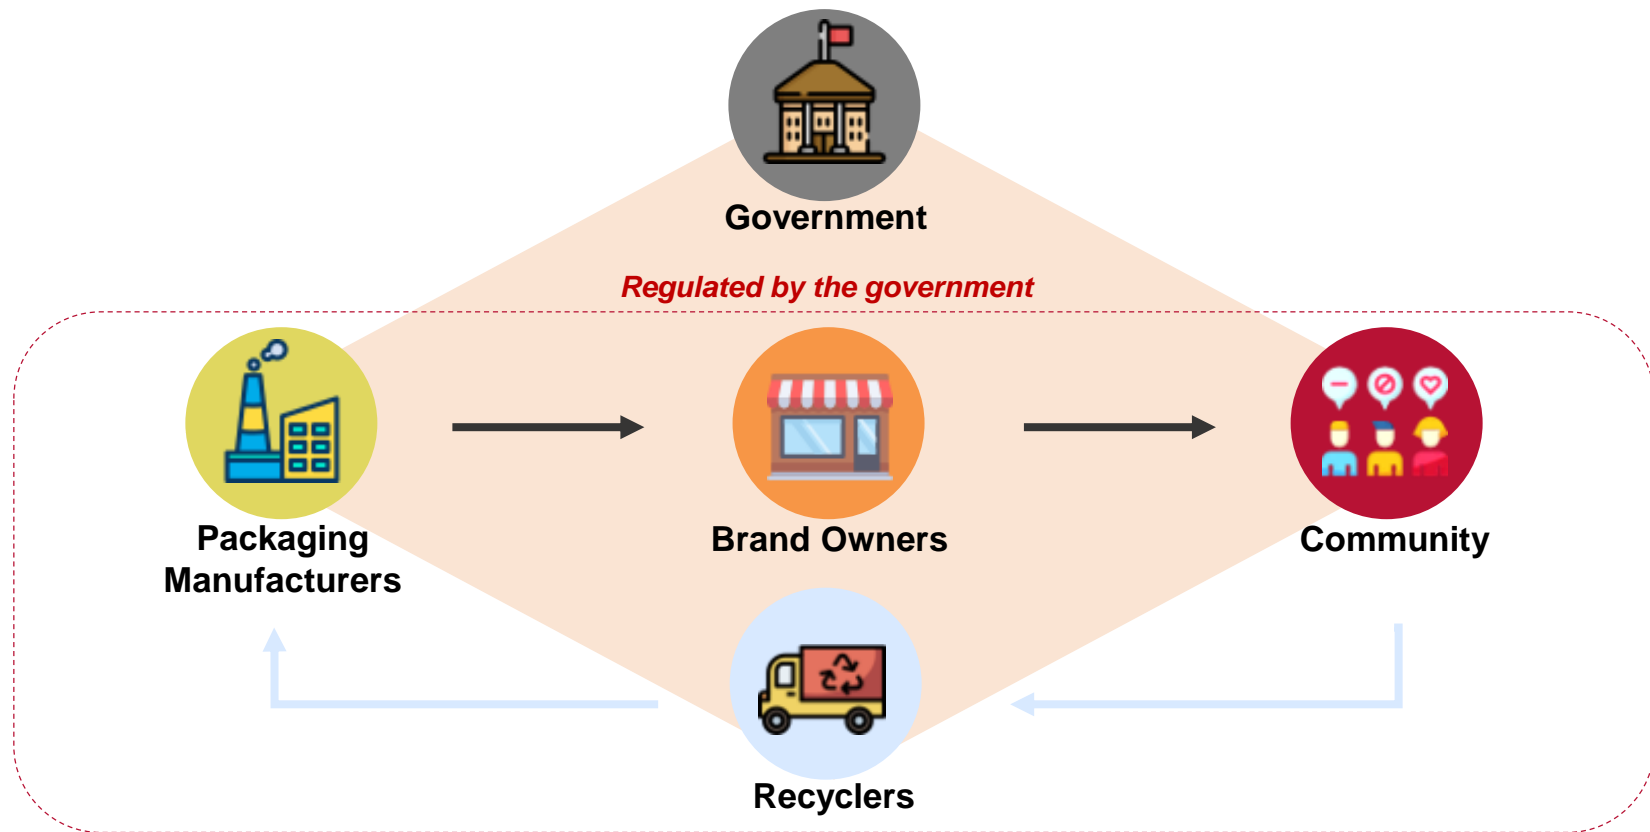 Government
Regulated by the government
Packaging
Manufacturers
Brand Owners
Community
Recyclers